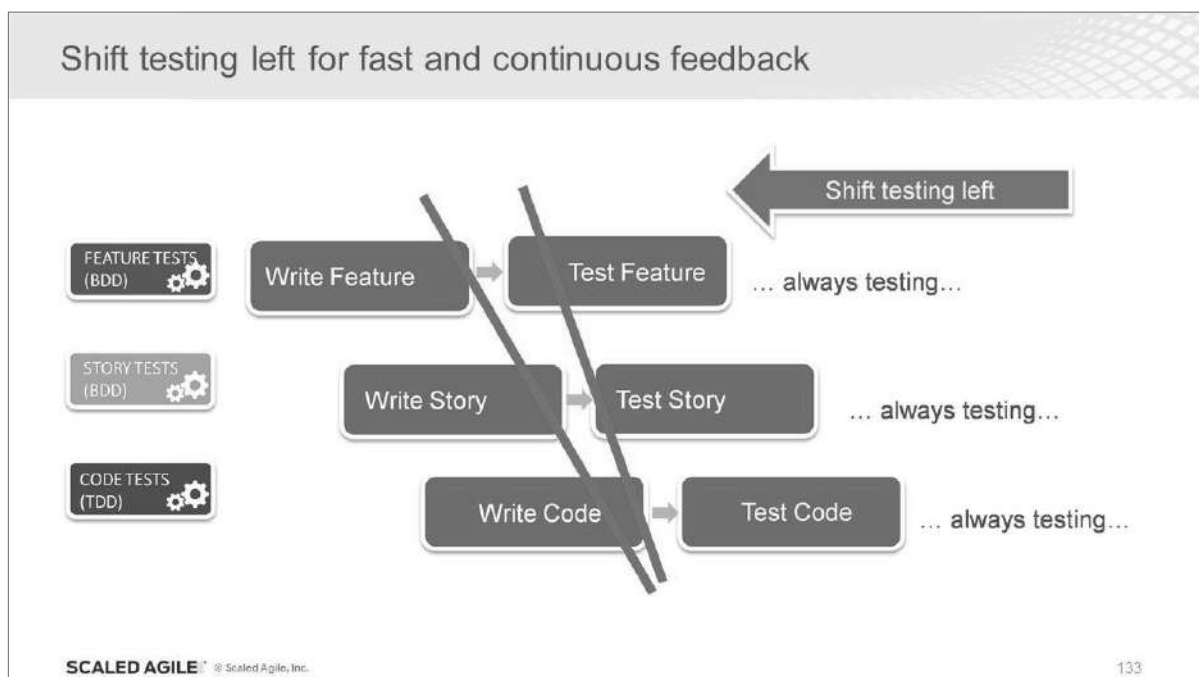 Shift testing left for fast and continuous feedback
Shift testing left
FEATURE TESTS
(BDD)
Write Feature
Test Feature
... always testing...
STORY TESTS
(BDD)
Write Story
Test Story
... always testing...
CODE TESTS
(TDD)
Write Code
Test Code
... always testing...
SCALED AGILE® © Scaled Agile, Inc.
133